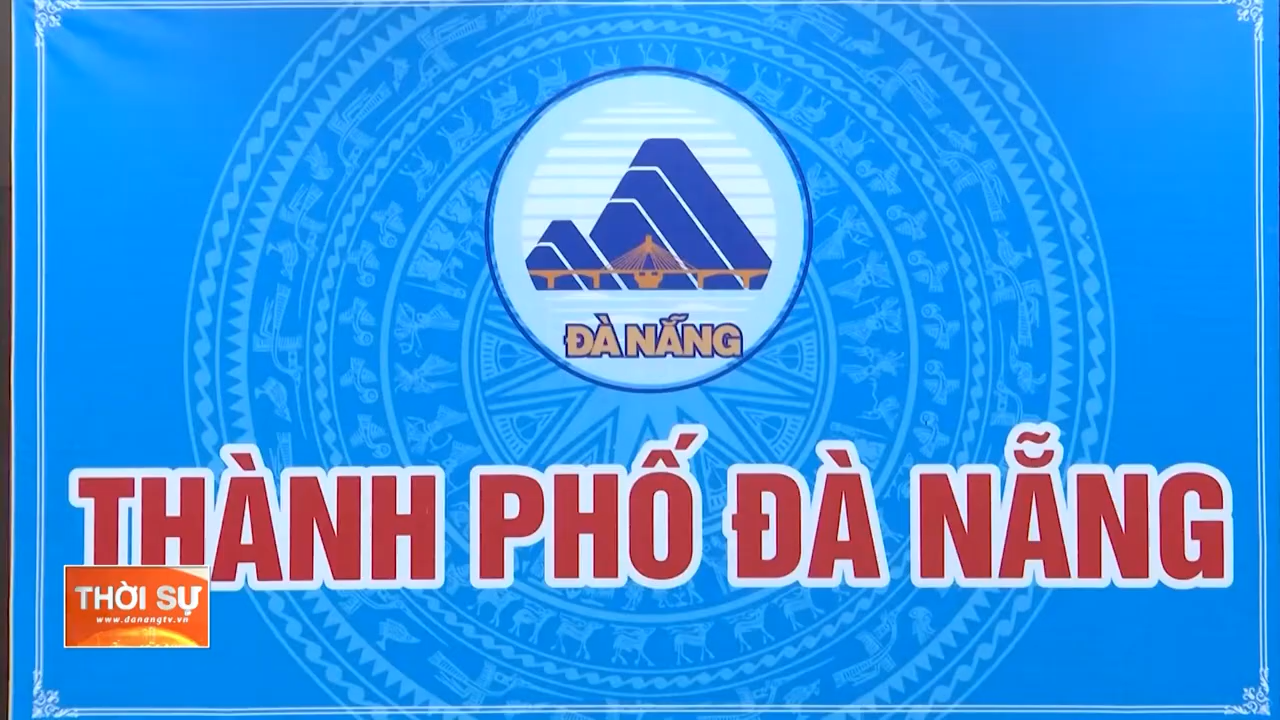 ĐÀ NẴNG
THÀNH PHỐ ĐÀ NẴNG
THỜI SỰ
www.danangtv.vn